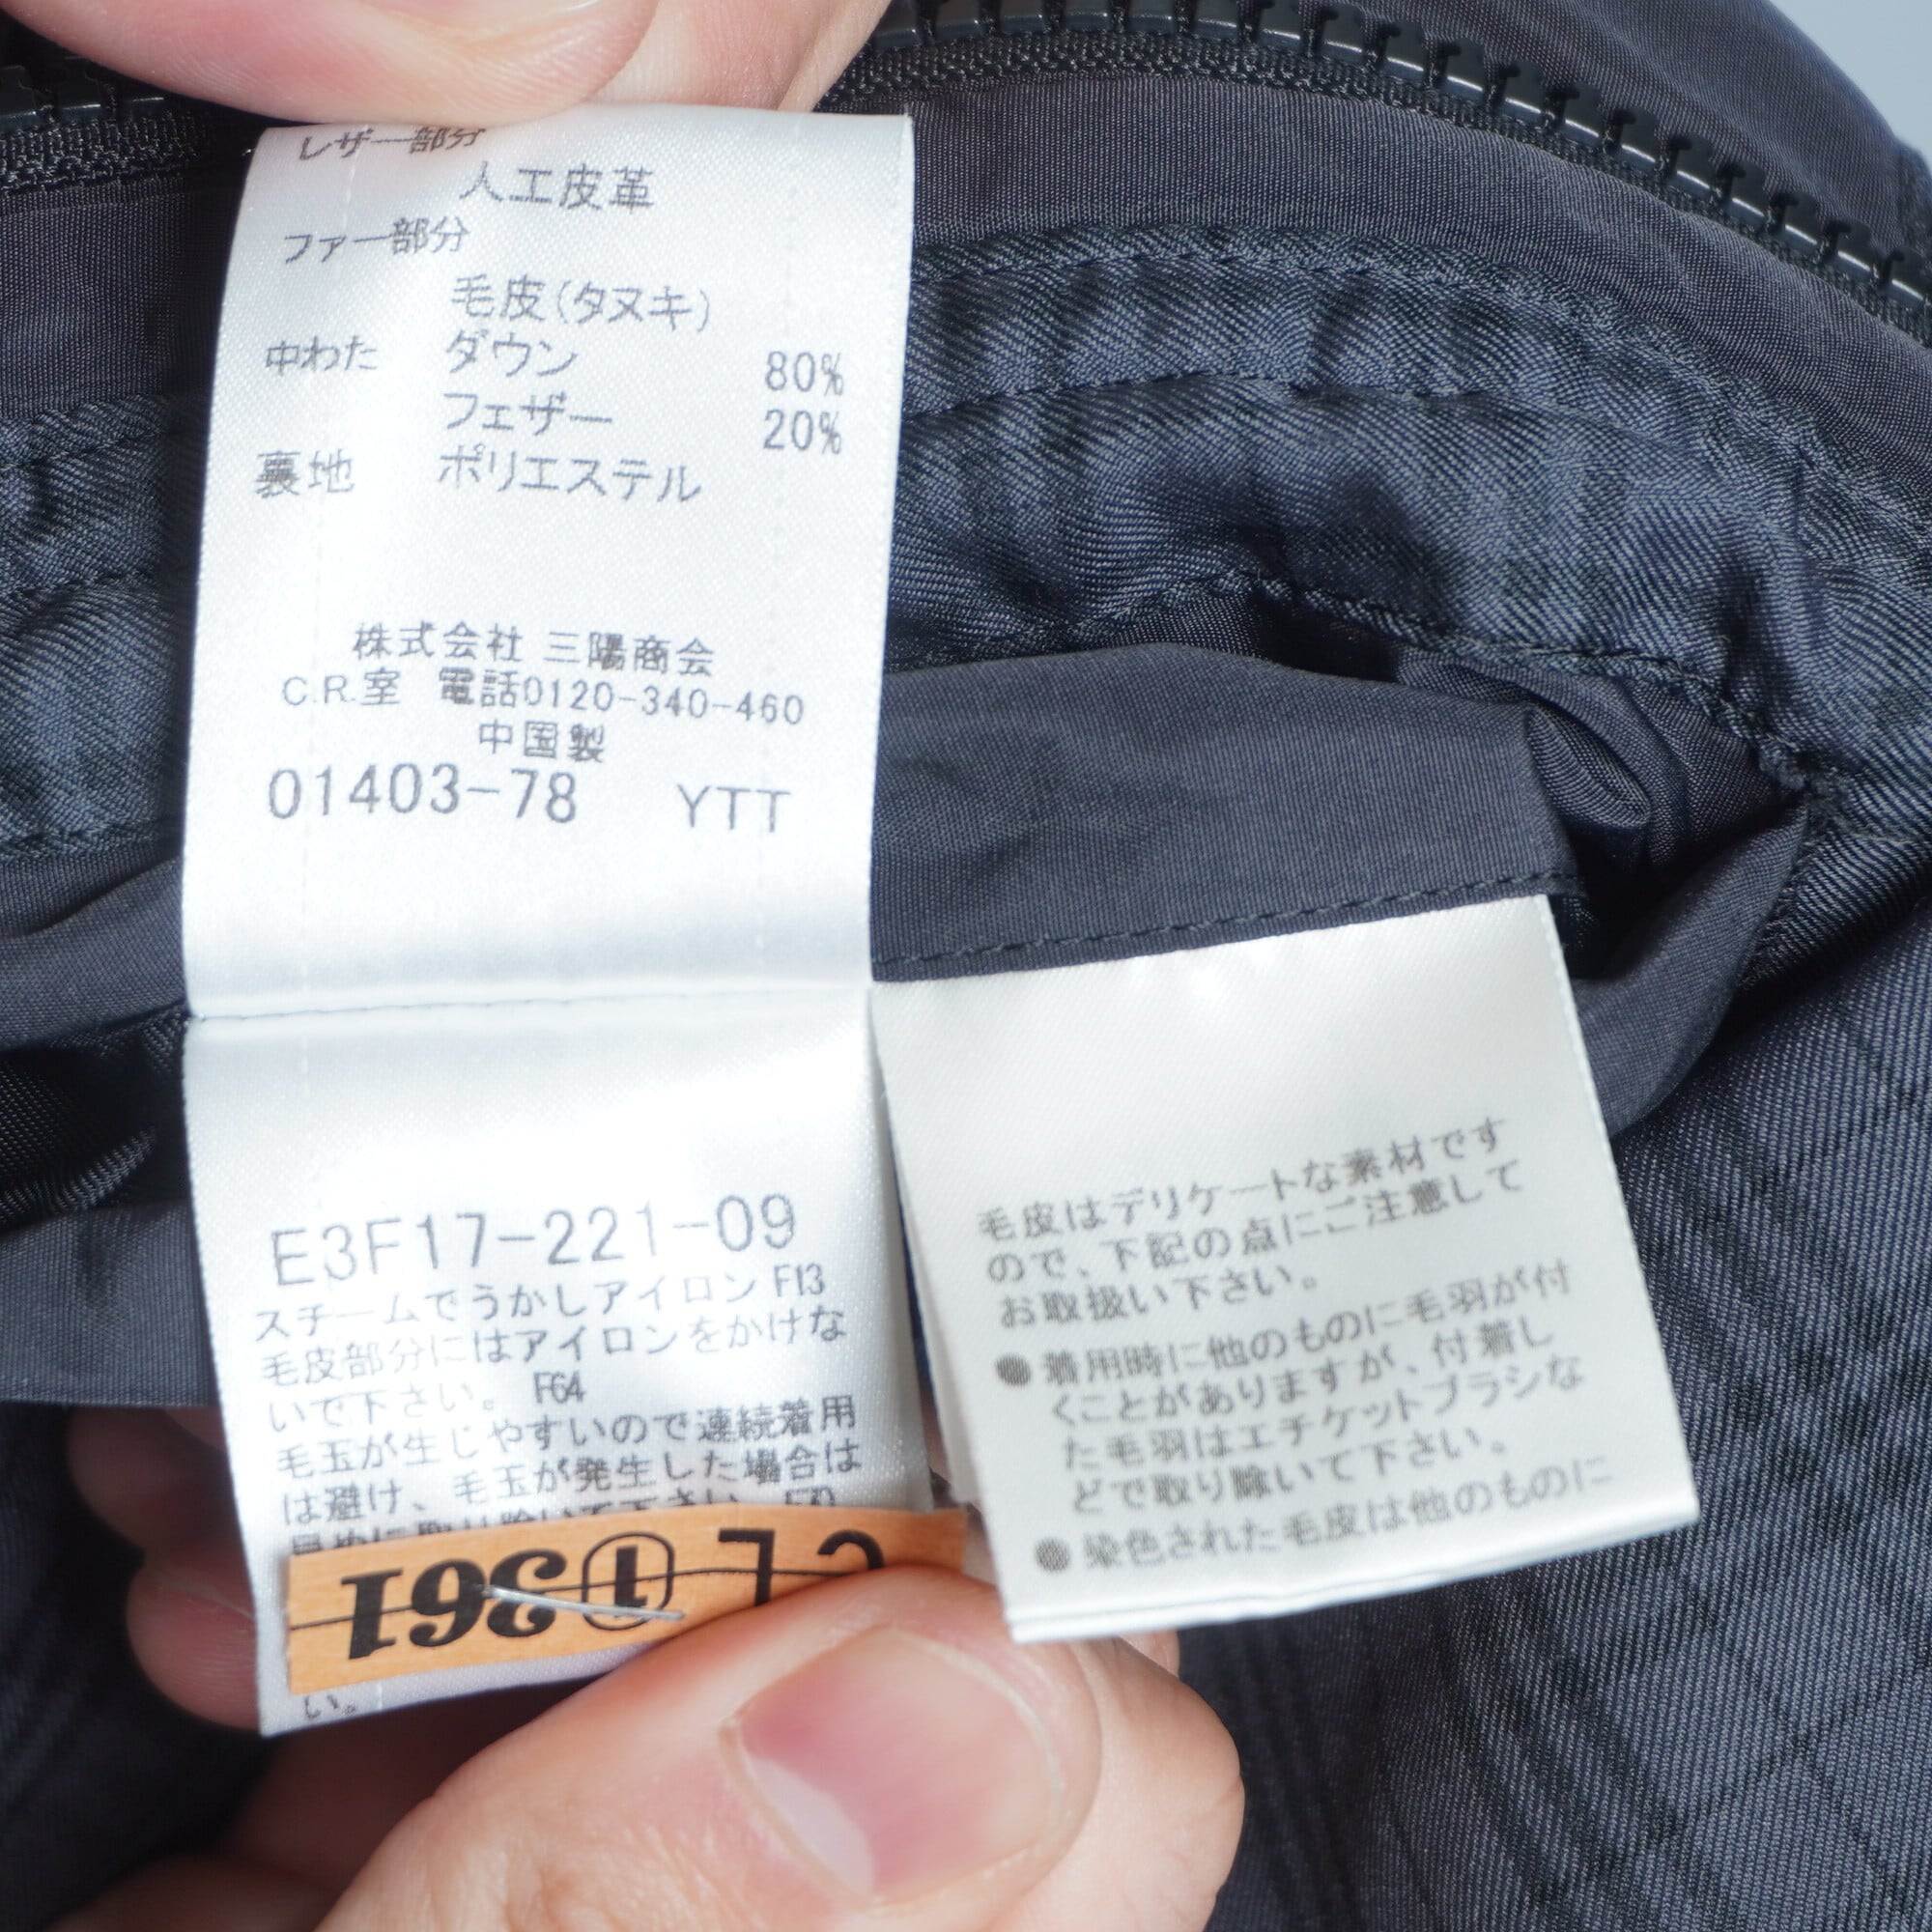 レザー部分
人工皮革
ファー部分
毛皮(タヌキ)
中わた ダウン 80%
フェザー 20%
裏地 ポリエステル
株式会社 三陽商会
C.R.室 電話0120-340-460
中国製
01403-78 YTT
E3F17-221-09
スチームでうかしアイロン F13
毛皮部分にはアイロンをかけな
いで下さい。 F64
毛玉が生じやすいので連続着用
は避け、毛玉が発生した場合は
い。
CL ①361
毛皮はデリケートな素材です
ので、下記の点にご注意して
お取扱い下さい。
●着用時に他のものに毛羽が付
くことがありますが、付着し
た毛羽はエチケットブラシな
どで取り除いて下さい。
●染色された毛皮は他のものに